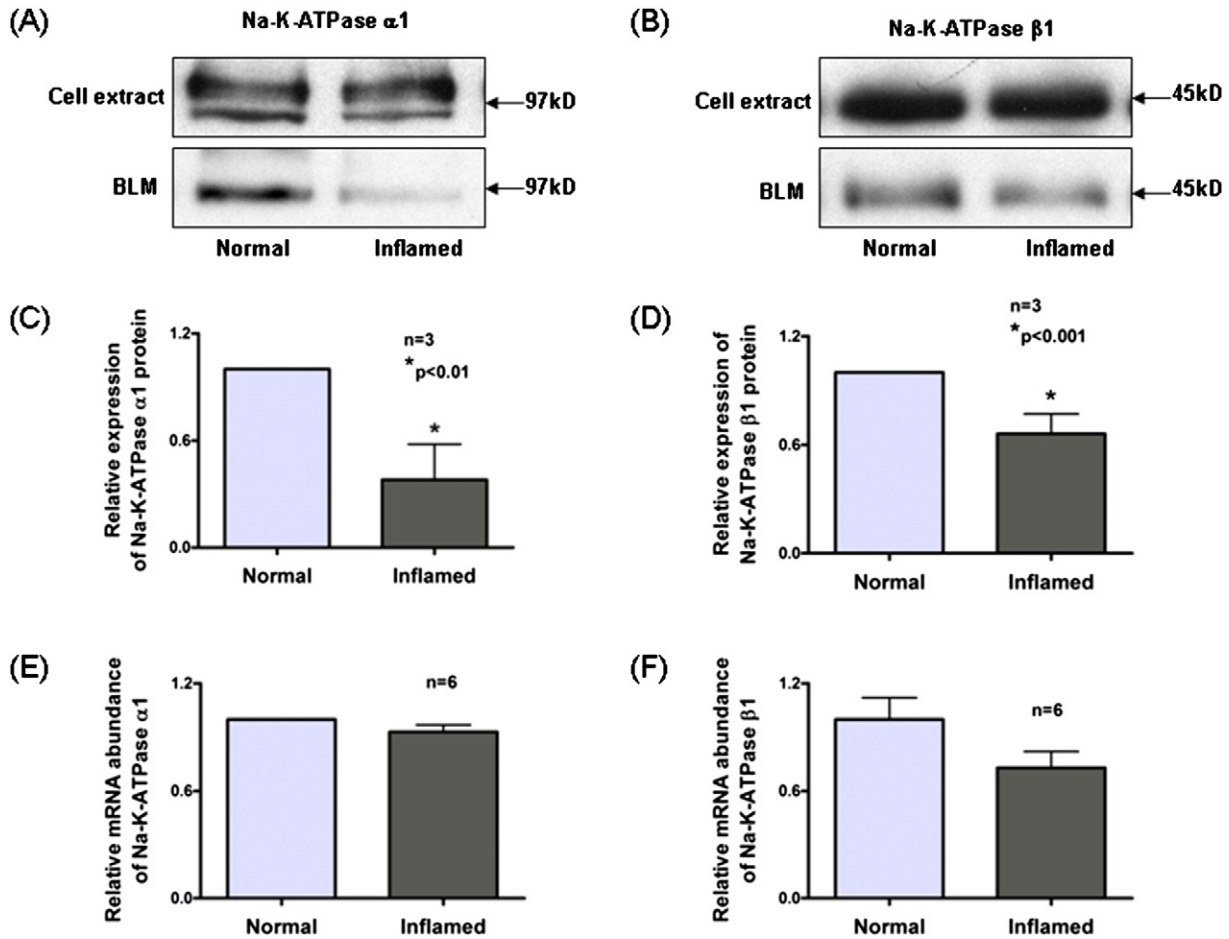 (A)
Na-K-ATPase α1
Cell extract
97kD
BLM
97kD
Normal
Inflamed
(B)
Na-K-ATPase β1
Cell extract
45kD
BLM
45kD
Normal
Inflamed
(C)
Relative expression
of Na-K-ATPase α1 protein
1.2
0.6
0.0
n=3
*p<0.01
*
Normal
Inflamed
(D)
Relative expression of
Na-K-ATPase β1 protein
1.2
0.6
0.0
n=3
*p<0.001
*
Normal
Inflamed
(E)
Relative mRNA abundance
of Na-K-ATPase α1
1.2
0.6
0.0
n=6
Normal
Inflamed
(F)
Relative mRNA abundance
of Na-K-ATPase β1
1.2
0.6
0.0
n=6
Normal
Inflamed